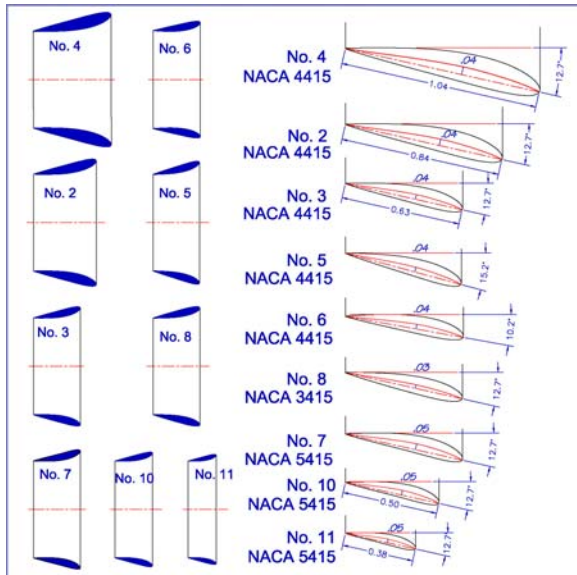 No. 4
No. 6
No. 2
No. 5
No. 3
No. 8
No. 7
No. 10
No. 11
No. 4
NACA 4415
.04
1.04
12.7°
No. 2
NACA 4415
.04
0.84
12.7°
No. 3
NACA 4415
.04
0.63
12.7°
No. 5
NACA 4415
.04
15.2°
No. 6
NACA 4415
.04
10.2°
No. 8
NACA 3415
.03
12.7°
No. 7
NACA 5415
.05
12.7°
No. 10
NACA 5415
.05
0.50
12.7°
No. 11
NACA 5415
.05
0.38
12.7°